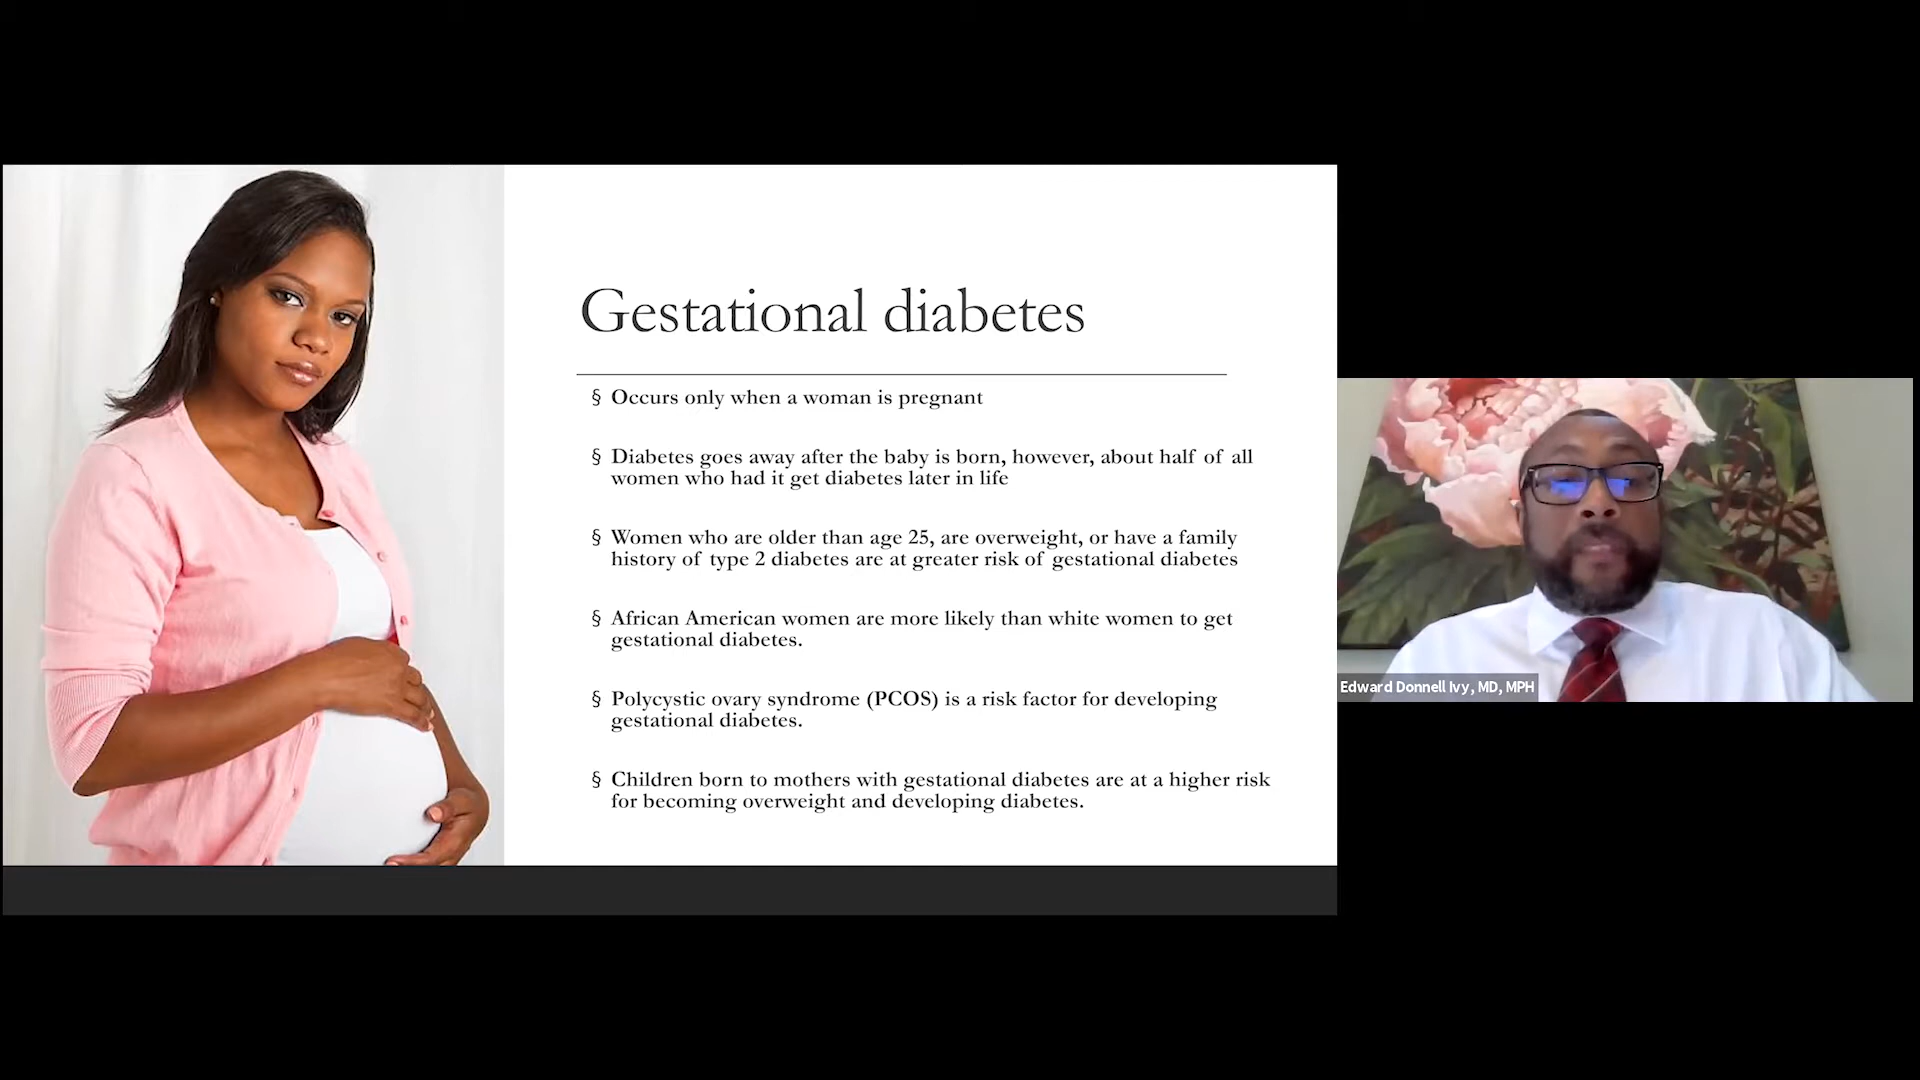 Gestational diabetes
§ Occurs only when a woman is pregnant
§ Diabetes goes away after the baby is born, however, about half of all
women who had it get diabetes later in life
§ Women who are older than age 25, are overweight, or have a family
history of type 2 diabetes are at greater risk of gestational diabetes
§ African American women are more likely than white women to get
gestational diabetes.
§ Polycystic ovary syndrome (PCOS) is a risk factor for developing
gestational diabetes.
§ Children born to mothers with gestational diabetes are at a higher risk
for becoming overweight and developing diabetes.
Edward Donnell Ivy, MD, MPH